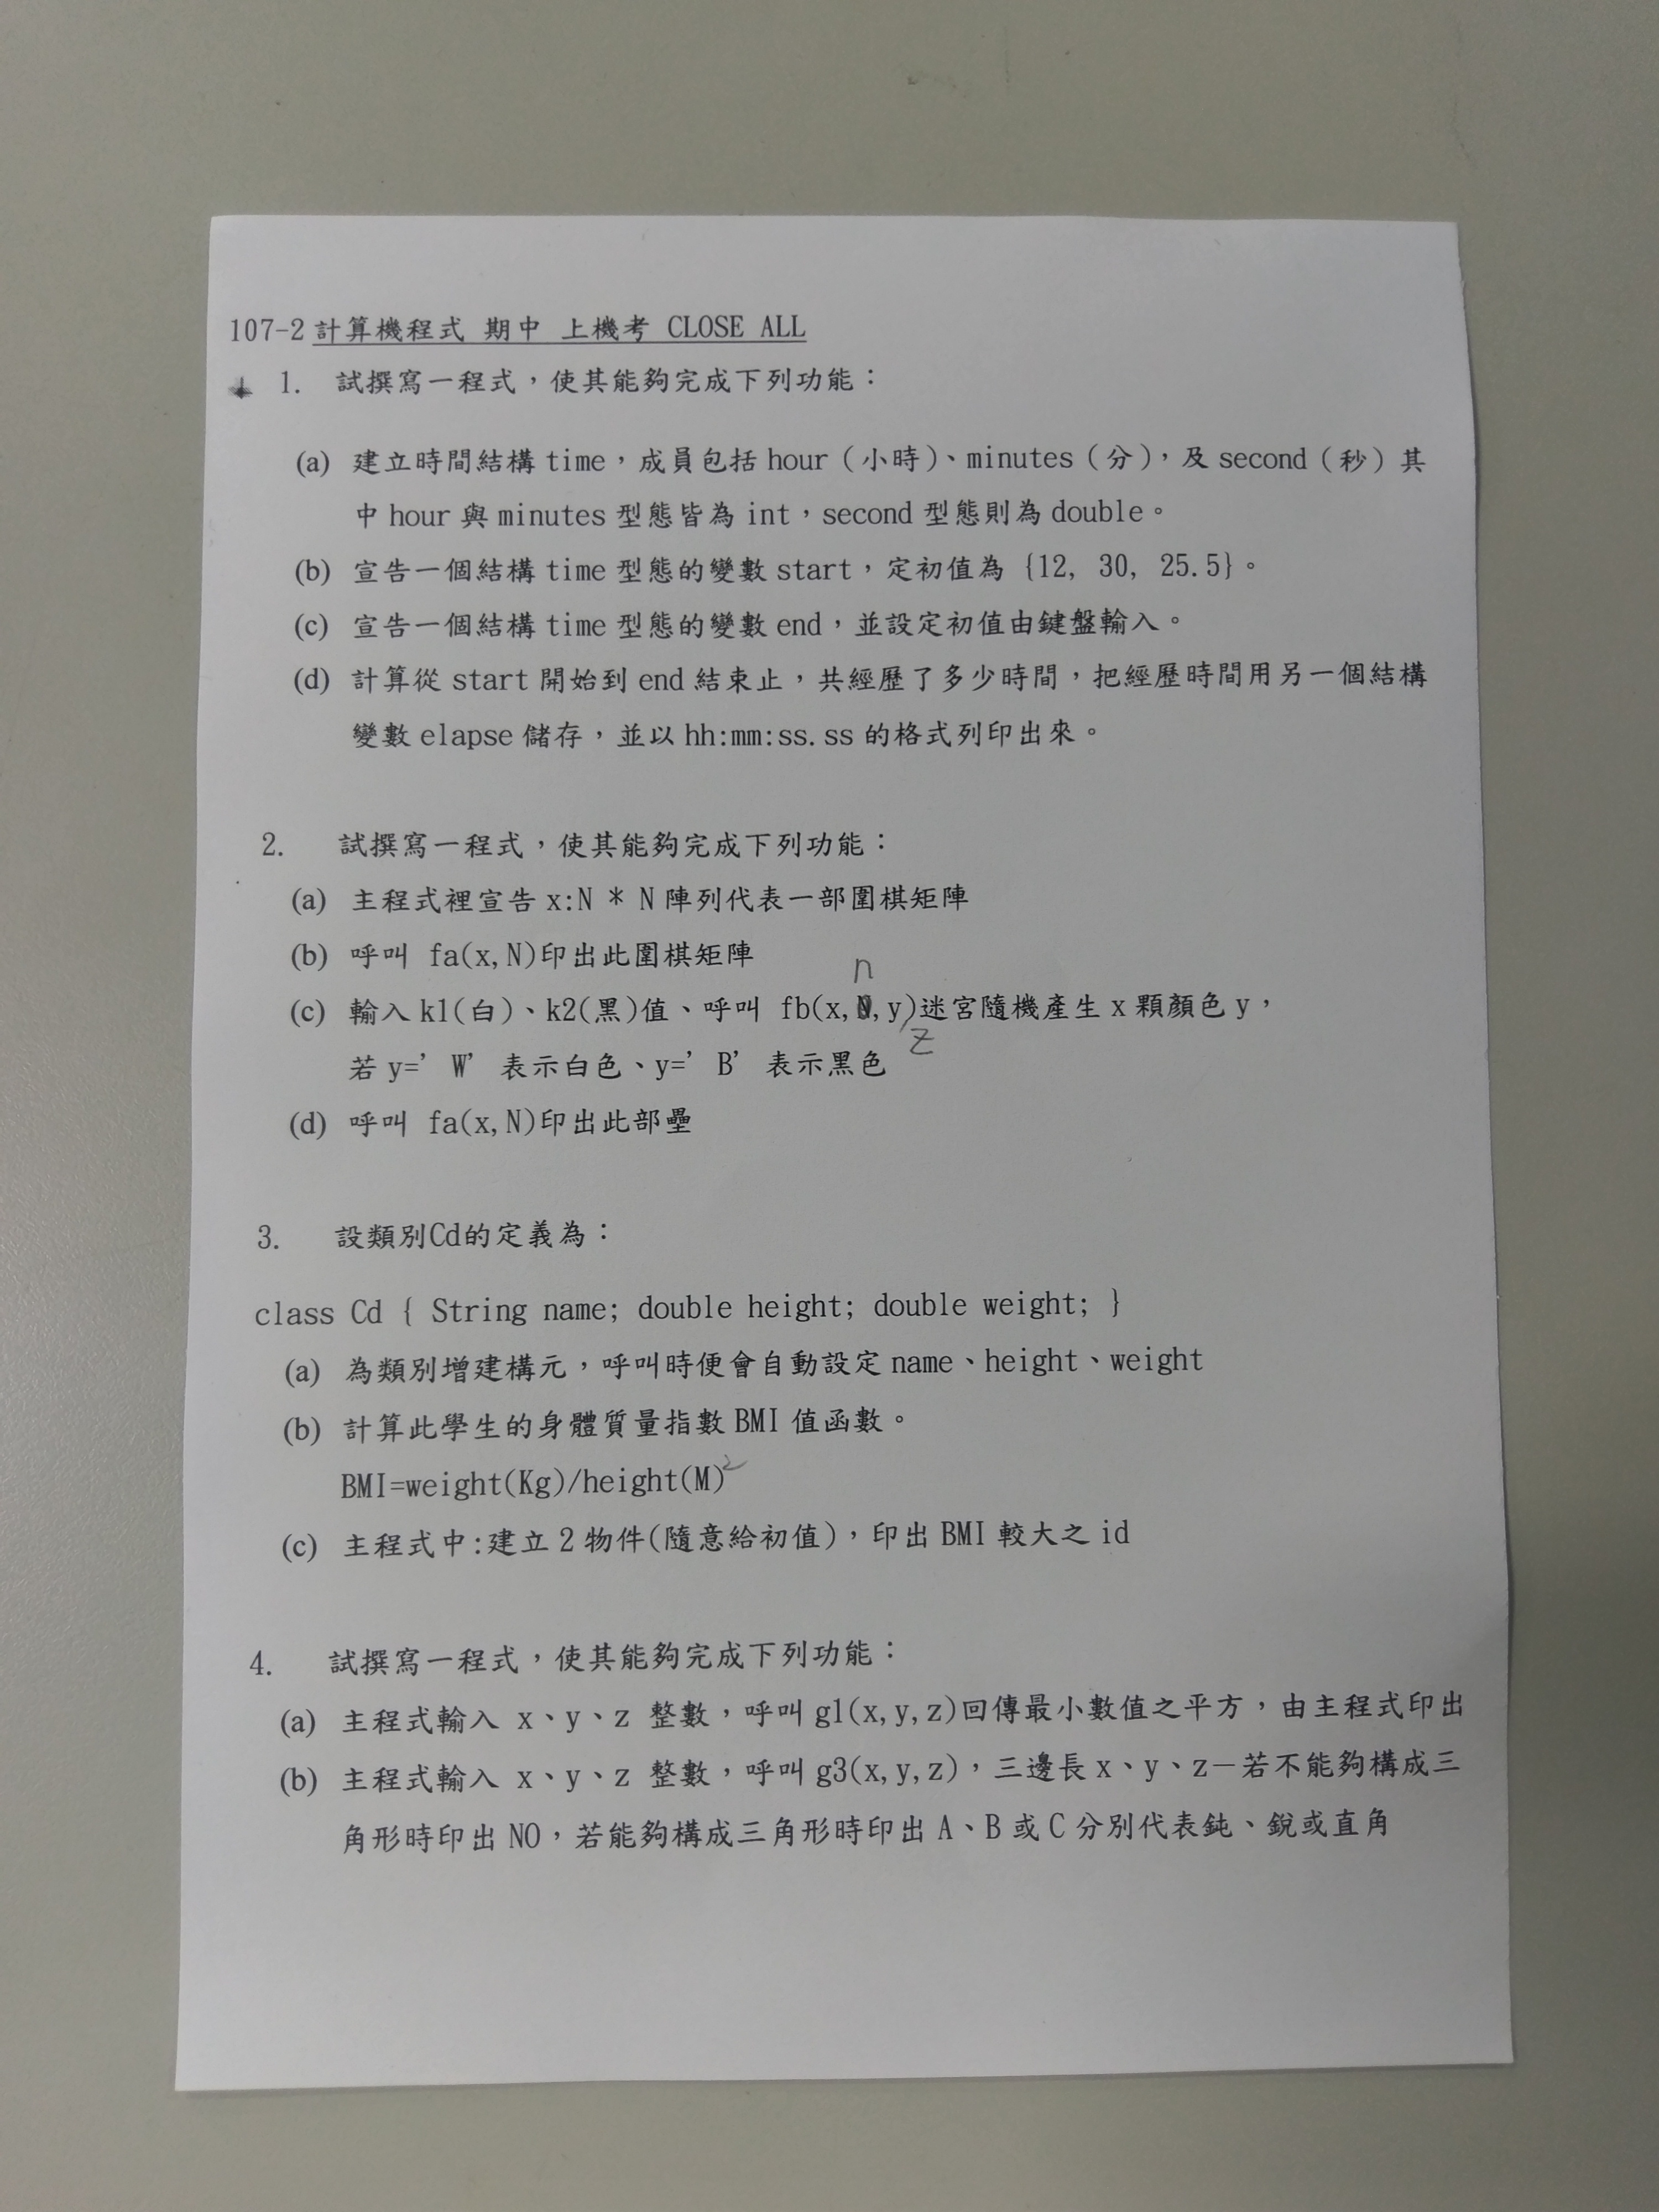 107-2 計算機程式 期中 上機考 CLOSE ALL
1. 試撰寫一程式，使其能夠完成下列功能：
(a) 建立時間結構 time，成員包括 hour（小時）、minutes（分），及 second（秒）其
中 hour 與 minutes 型態皆為 int，second 型態則為 double。
(b) 宣告一個結構 time 型態的變數 start，定初值為 {12, 30, 25.5}。
(c) 宣告一個結構 time 型態的變數 end，並設定初值由鍵盤輸入。
(d) 計算從 start 開始到 end 結束止，共經歷了多少時間，把經歷時間用另一個結構
變數 elapse 儲存，並以 hh:mm:ss.ss 的格式列印出來。
2. 試撰寫一程式，使其能夠完成下列功能：
(a) 主程式裡宣告 x:N * N 陣列代表一部圍棋矩陣
(b) 呼叫 fa(x,N)印出此圍棋矩陣
n
(c) 輸入 k1(白)、k2(黑)值、呼叫 fb(x,N,y)迷宮隨機產生 x 顆顏色 y，
z
若 y=’ W’ 表示白色、y=’ B’ 表示黑色
(d) 呼叫 fa(x,N)印出此部壘
3. 設類別Cd的定義為：
class Cd { String name; double height; double weight; }
(a) 為類別增建構元，呼叫時便會自動設定 name、height、weight
(b) 計算此學生的身體質量指數 BMI 值函數。
BMI=weight(Kg)/height(M)²
(c) 主程式中:建立 2 物件(隨意給初值)，印出 BMI 較大之 id
4. 試撰寫一程式，使其能夠完成下列功能：
(a) 主程式輸入 x、y、z 整數，呼叫 g1(x,y,z)回傳最小數值之平方，由主程式印出
(b) 主程式輸入 x、y、z 整數，呼叫 g3(x,y,z)，三邊長 x、y、z－若不能夠構成三
角形時印出 NO，若能夠構成三角形時印出 A、B 或 C 分別代表鈍、銳或直角